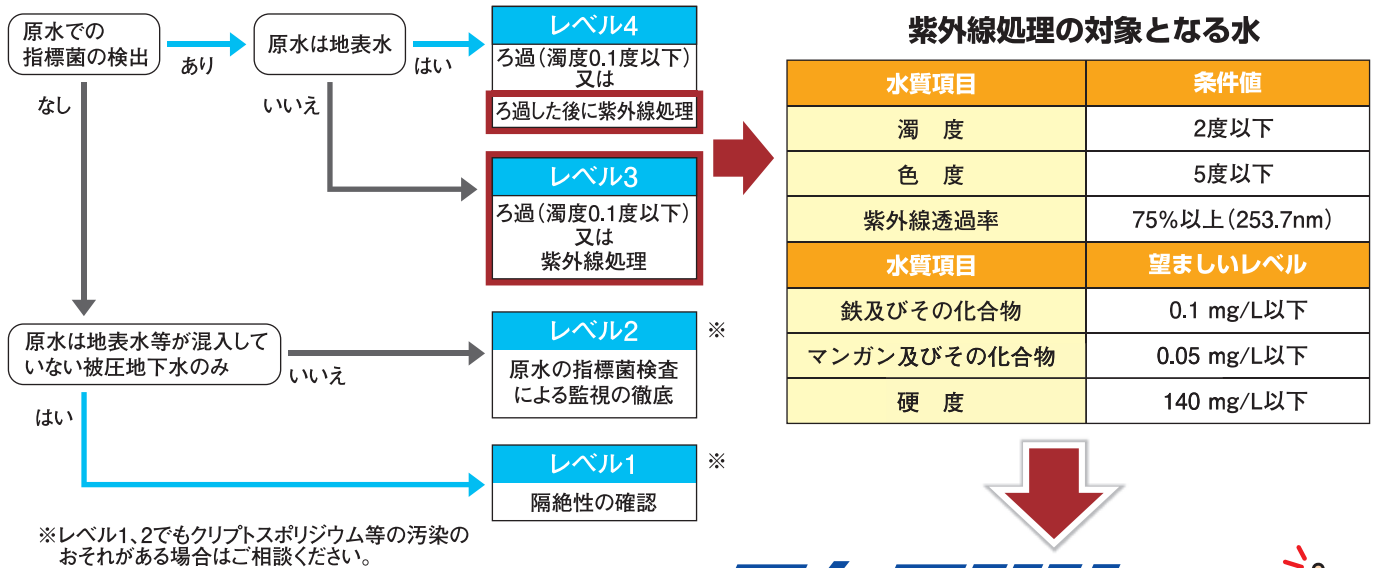 原水での
指標菌の検出
あり
原水は地表水
はい
レベル4
ろ過(濁度0.1度以下)
又は
ろ過した後に紫外線処理
なし
いいえ
レベル3
ろ過(濁度0.1度以下)
又は
紫外線処理
原水は地表水等が混入して
いない被圧地下水のみ
いいえ
レベル2
※
原水の指標菌検査
による監視の徹底
はい
レベル1
※
隔絶性の確認
※レベル1、2でもクリプトスポリジウム等の汚染の
おそれがある場合はご相談ください。
紫外線処理の対象となる水
水質項目 条件値
濁 度 2度以下
色 度 5度以下
紫外線透過率 75%以上(253.7nm)
水質項目 望ましいレベル
鉄及びその化合物 0.1 mg/L以下
マンガン及びその化合物 0.05 mg/L以下
硬 度 140 mg/L以下